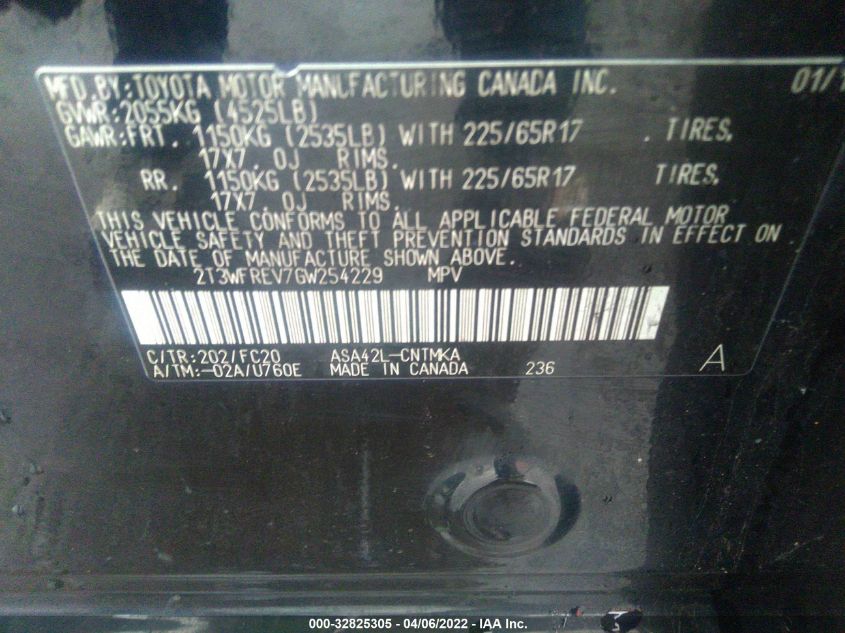 MFD.BY:TOYOTA MOTOR MANUFACTURING CANADA INC. 01/1
GVWR:2055KG (4525LB)
GAWR:FRT. 1150KG (2535LB) WITH 225/65R17 . TIRES,
17X7. 0J RIMS.
RR. 1150KG (2535LB) WITH 225/65R17 TIRES,
17X7. 0J RIMS.
THIS VEHICLE CONFORMS TO ALL APPLICABLE FEDERAL MOTOR
VEHICLE SAFETY AND THEFT PREVENTION STANDARDS IN EFFECT ON
THE DATE OF MANUFACTURE SHOWN ABOVE.
2T3WFREV7GW254229 MPV
C/TR:202/FC20 ASA42L-CNTMKA
A/TM:-02A/U760E MADE IN CANADA 236 A
000-32825305 - 04/06/2022 - IAA Inc.